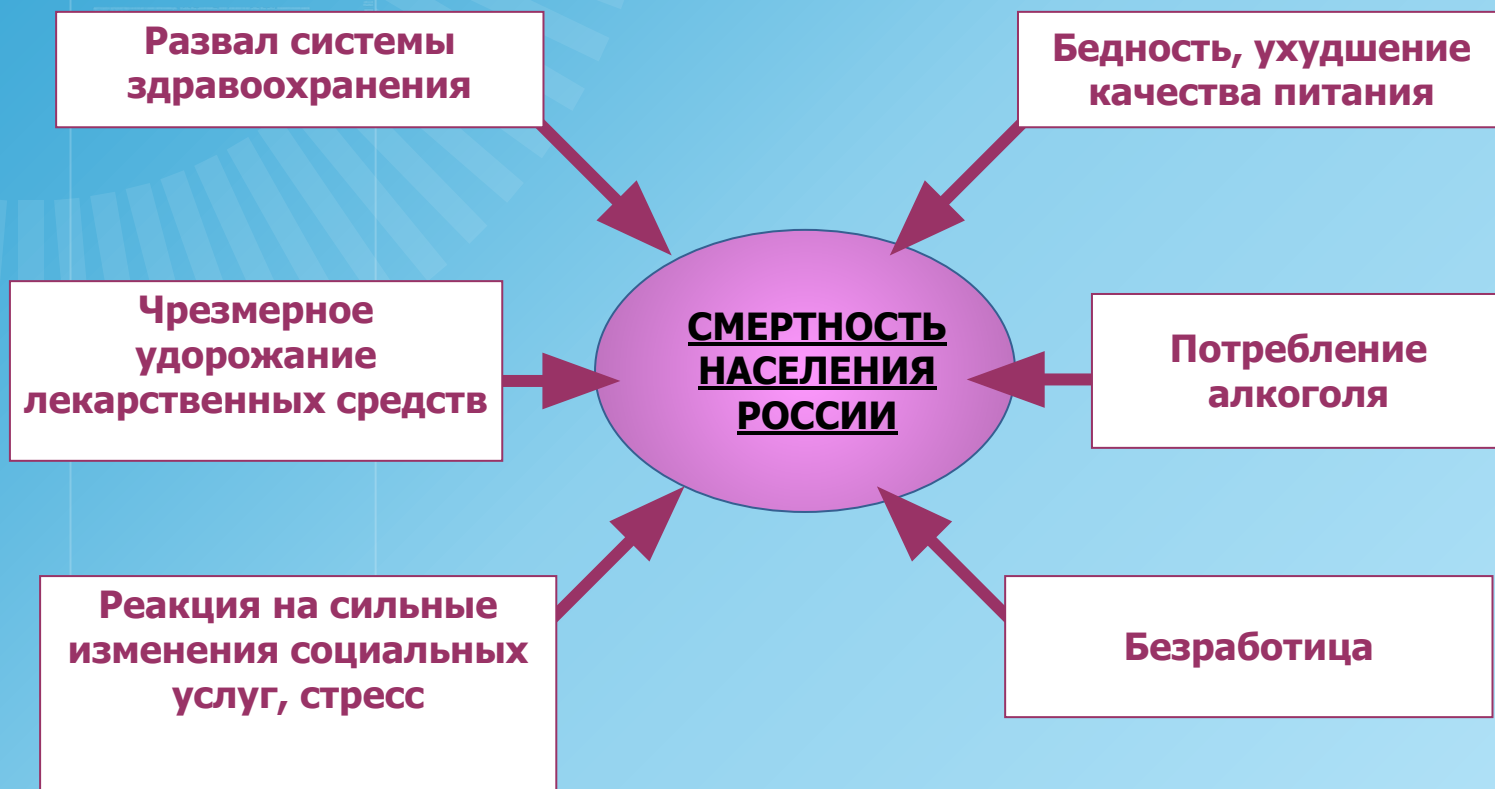 Развал системы
здравоохранения
Бедность, ухудшение
качества питания
Чрезмерное
удорожание
лекарственных средств
СМЕРТНОСТЬ
НАСЕЛЕНИЯ
РОССИИ
Потребление
алкоголя
Реакция на сильные
изменения социальных
услуг, стресс
Безработица